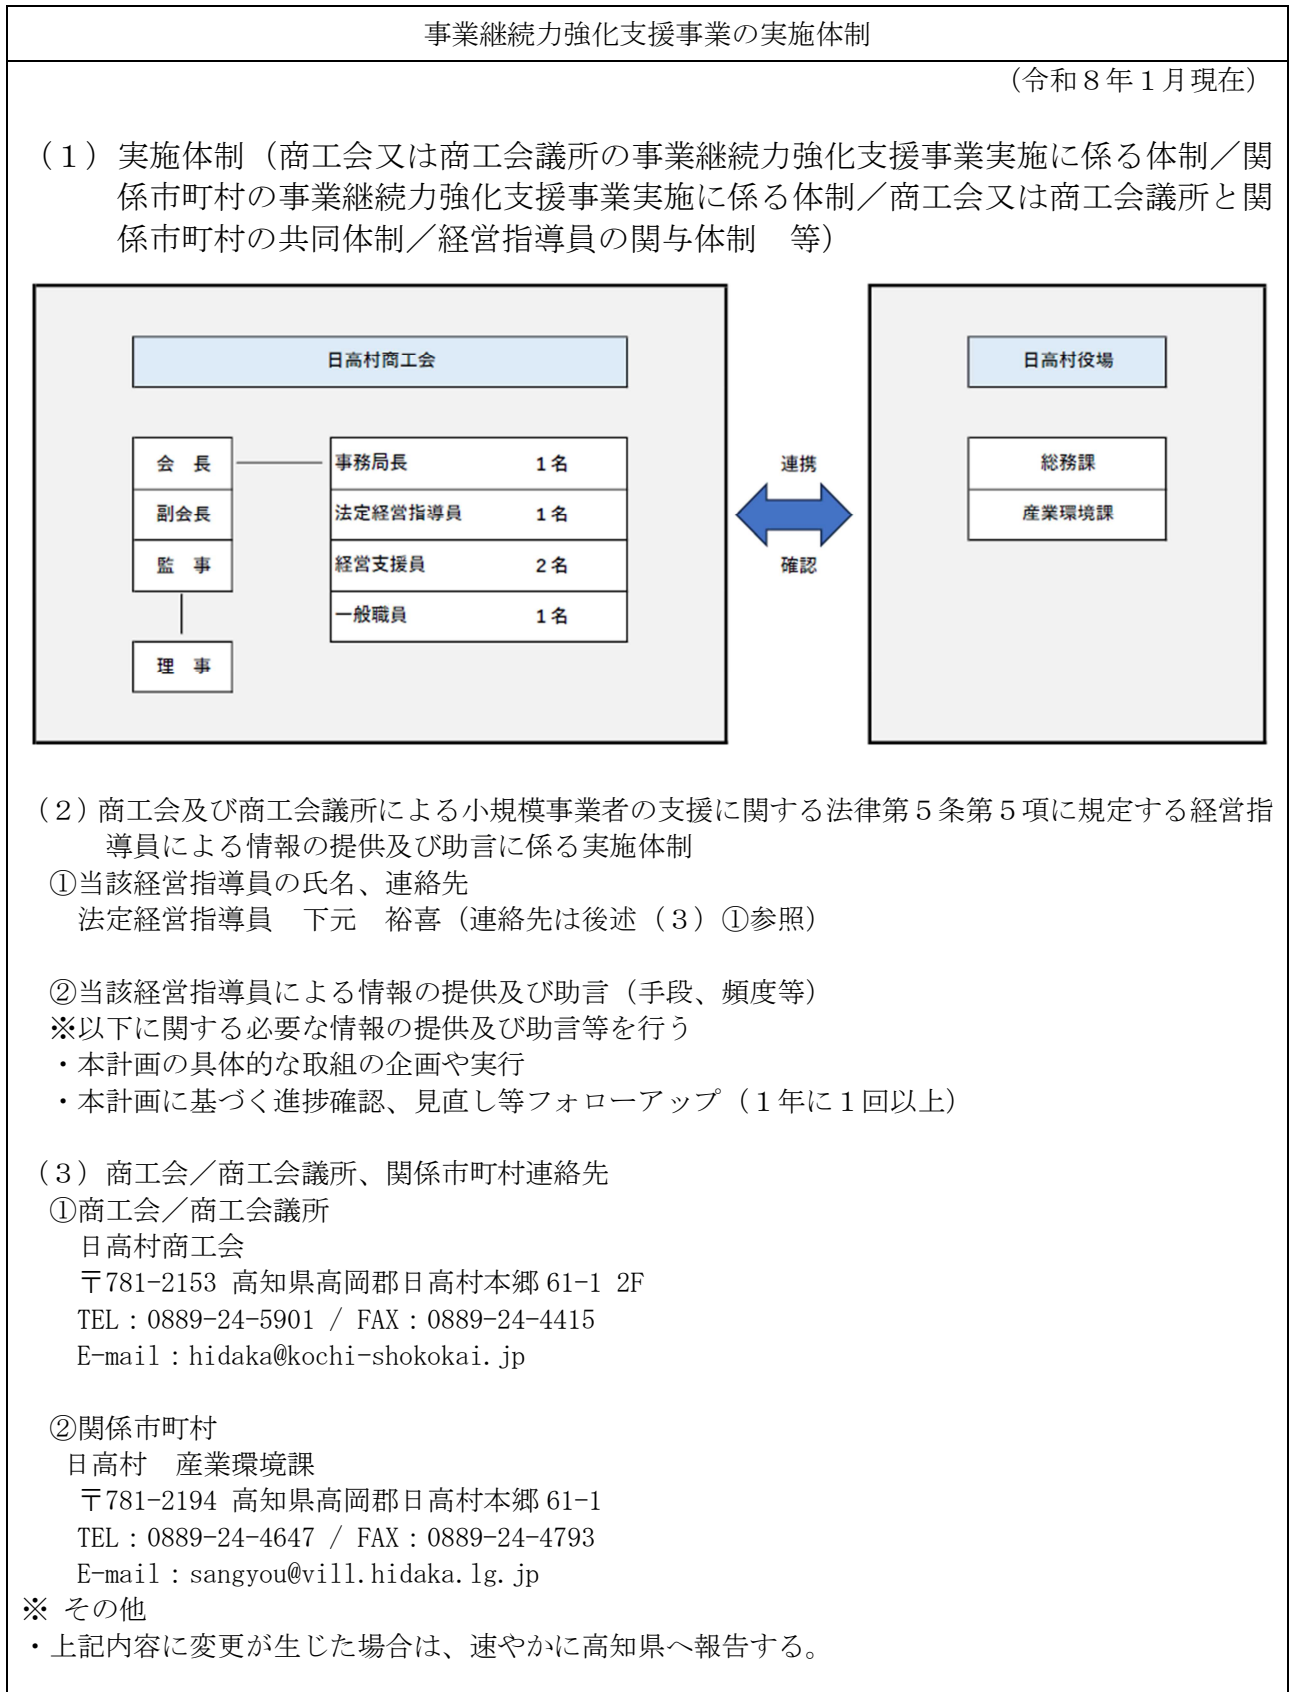 事業継続力強化支援事業の実施体制
(令和８年１月現在)
（１）実施体制（商工会又は商工会議所の事業継続力強化支援事業実施に係る体制／関
係市町村の事業継続力強化支援事業実施に係る体制／商工会又は商工会議所と関
係市町村の共同体制／経営指導員の関与体制　等）
日高村商工会
日高村役場
会　長
事務局長　1名
副会長
法定経営指導員　1名
監　事
経営支援員　2名
一般職員　1名
理　事
連携
確認
総務課
産業環境課
（２）商工会及び商工会議所による小規模事業者の支援に関する法律第５条第５項に規定する経営指
導員による情報の提供及び助言に係る実施体制
①当該経営指導員の氏名、連絡先
法定経営指導員　下元　裕喜（連絡先は後述（３）①参照）
②当該経営指導員による情報の提供及び助言（手段、頻度等）
※以下に関する必要な情報の提供及び助言等を行う
・本計画の具体的な取組の企画や実行
・本計画に基づく進捗確認、見直し等フォローアップ（１年に１回以上）
（３）商工会／商工会議所、関係市町村連絡先
①商工会／商工会議所
日高村商工会
〒781-2153 高知県高岡郡日高村本郷 61-1 2F
TEL：0889-24-5901 / FAX：0889-24-4415
E-mail：hidaka@kochi-shokokai.jp
②関係市町村
日高村　産業環境課
〒781-2194 高知県高岡郡日高村本郷 61-1
TEL：0889-24-4647 / FAX：0889-24-4793
E-mail：sangyou@vill.hidaka.lg.jp
※ その他
・上記内容に変更が生じた場合は、速やかに高知県へ報告する。